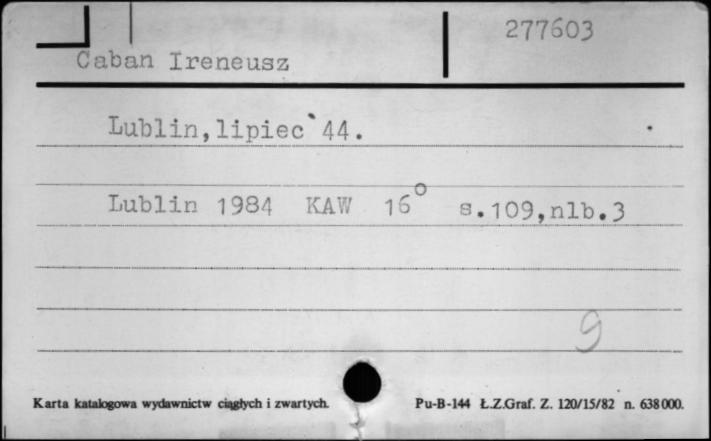 277603
Caban Ireneusz
Lublin, lipiec`44.
Lublin 1984 KAW 16° s.109,nlb.3
9
Karta katalogowa wydawnictw ciągłych i zwartych. Pu-B-144 Ł.Z.Graf. Z. 120/15/82 n. 638000.